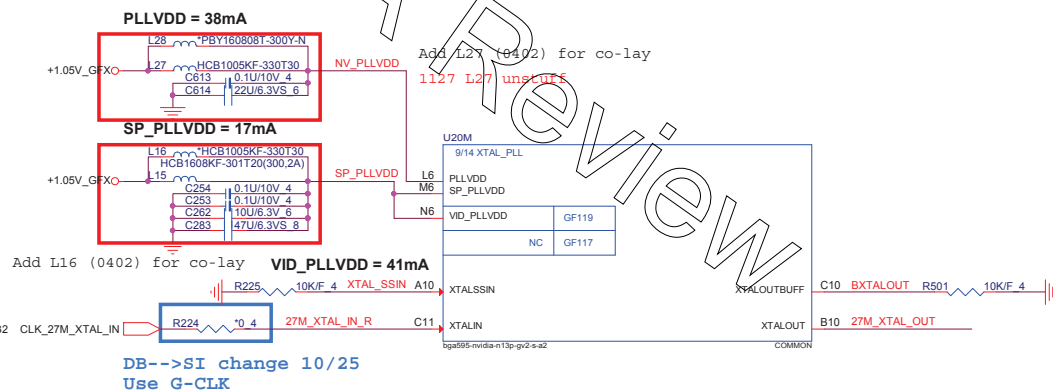 PLLVDD = 38mA
L28 *PBY160808T-300Y-N
Add L27 (0402) for co-lay
+1.05V_GFX L27 HCB1005KF-330T30 NV_PLLVDD
1127 L27 unstuff
C613 0.1U/10V_4
C614 22U/6.3VS_6
SP_PLLVDD = 17mA
U20M
L16 *HCB1005KF-330T30
9/14 XTAL_PLL
HCB1608KF-301T20(300,2A)
+1.05V_GFX L15 SP_PLLVDD
L6 PLLVDD
M6 SP_PLLVDD
C254 0.1U/10V_4
C253 0.1U/10V_4
C262 10U/6.3V_6
C283 47U/6.3VS_8
N6 VID_PLLVDD GF119
NC GF117
Add L16 (0402) for co-lay
VID_PLLVDD = 41mA
R225 10K/F_4 XTAL_SSIN A10 XTALSSIN
XTALOUTBUFF C10 BXTALOUT R501 10K/F_4
CLK_27M_XTAL_IN R224 *0_4 27M_XTAL_IN_R C11 XTALIN
XTALOUT B10 27M_XTAL_OUT
bga595-nvidia-n13p-gv2-s-a2 COMMON
DB-->SI change 10/25
Use G-CLK
Review